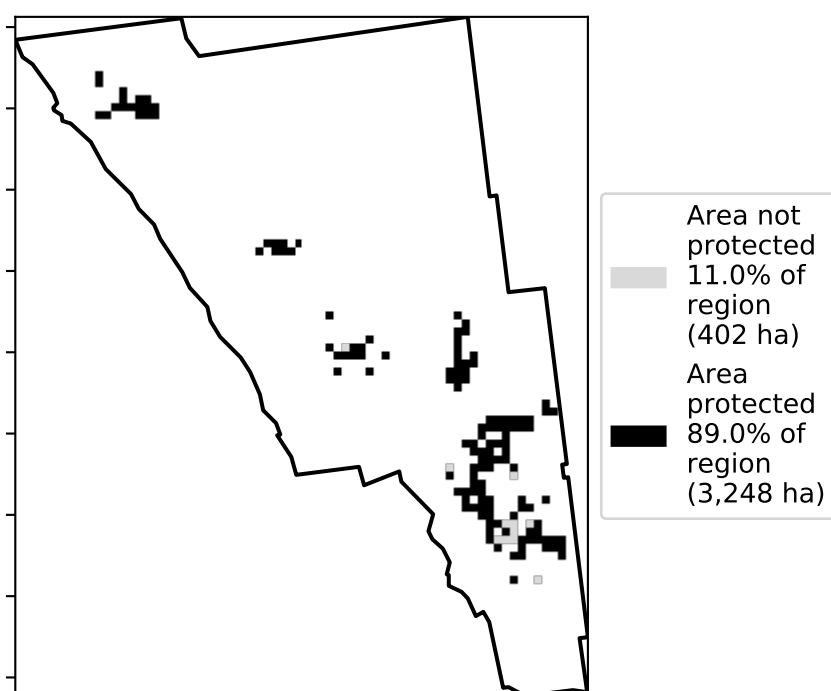 Area not
protected
11.0% of
region
(402 ha)
Area
protected
89.0% of
region
(3,248 ha)